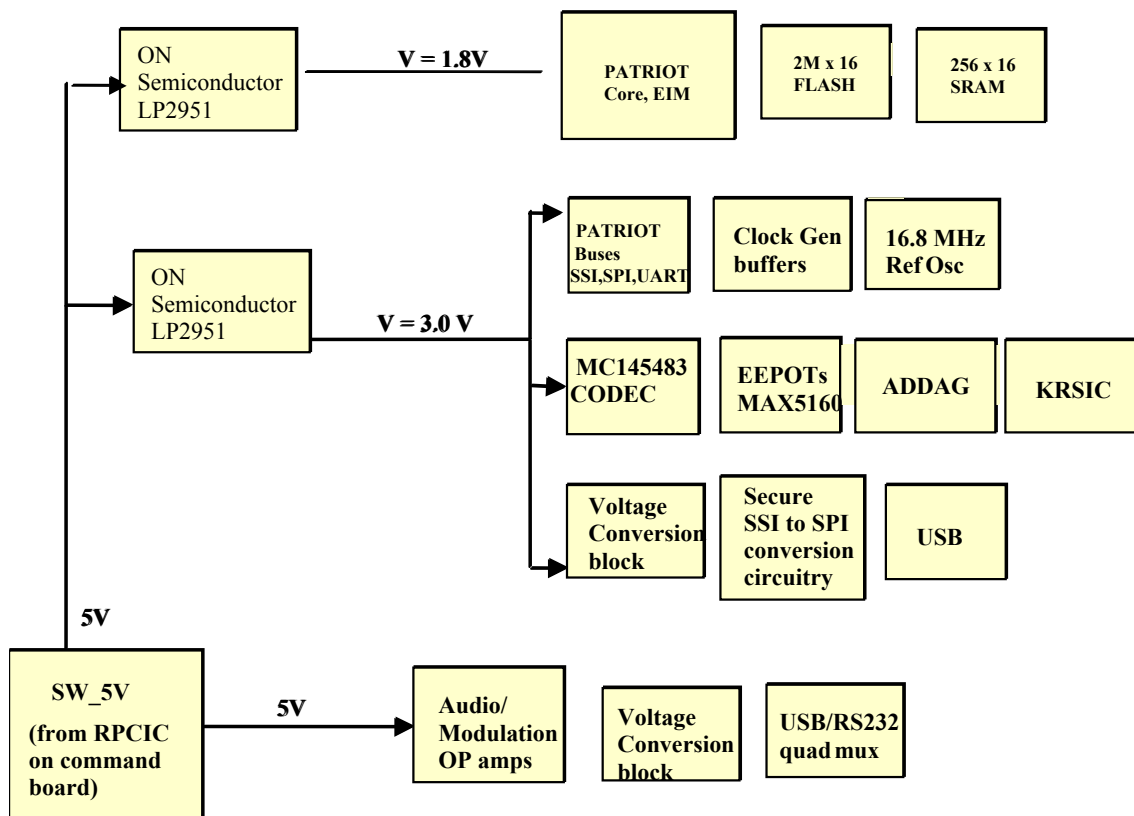 ON
Semiconductor
LP2951
V = 1.8V
PATRIOT
Core, EIM
2M x 16
FLASH
256 x 16
SRAM
ON
Semiconductor
LP2951
V = 3.0 V
PATRIOT
Buses
SSI,SPI,UART
Clock Gen
buffers
16.8 MHz
Ref Osc
MC145483
CODEC
EEPOTs
MAX5160
ADDAG
KRSIC
Voltage
Conversion
block
Secure
SSI to SPI
conversion
circuitry
USB
5V
SW_5V
(from RPCIC
on command
board)
5V
Audio/
Modulation
OP amps
Voltage
Conversion
block
USB/RS232
quad mux